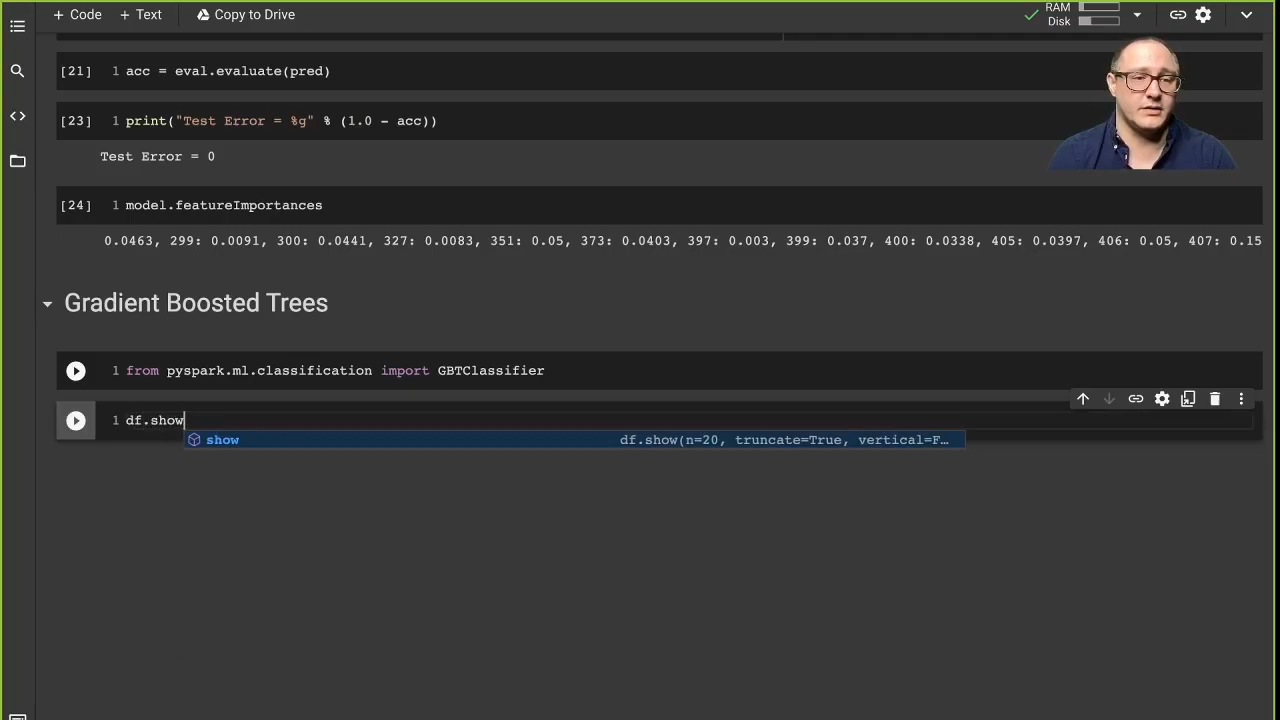 + Code + Text Copy to Drive RAM
Disk
[21] 1 acc = eval.evaluate(pred)
[23] 1 print("Test Error = %g" % (1.0 - acc))
Test Error = 0
[24] 1 model.featureImportances
0.0463, 299: 0.0091, 300: 0.0441, 327: 0.0083, 351: 0.05, 373: 0.0403, 397: 0.003, 399: 0.037, 400: 0.0338, 405: 0.0397, 406: 0.05, 407: 0.15
Gradient Boosted Trees
1 from pyspark.ml.classification import GBTClassifier
1 df.show
show df.show(n=20, truncate=True, vertical=F…